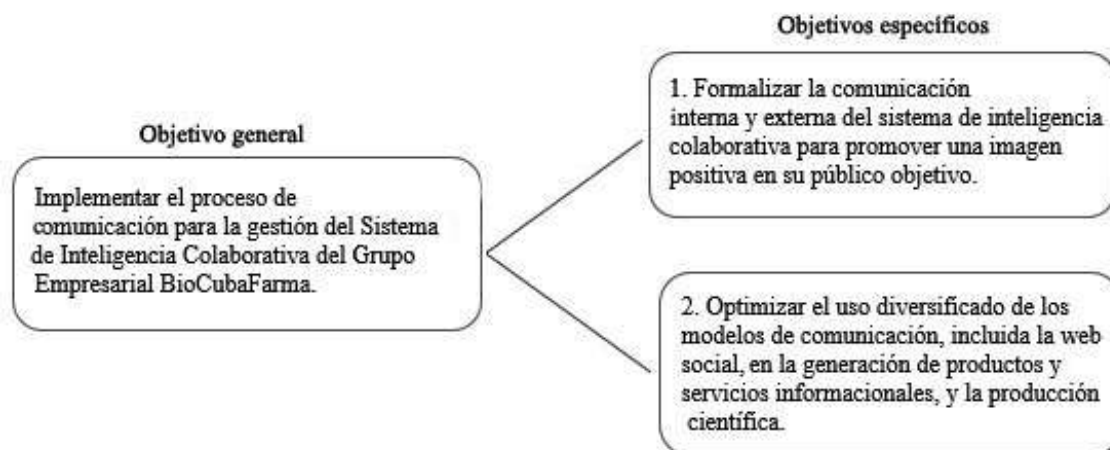 Objetivo general
Implementar el proceso de
comunicación para la gestión del Sistema
de Inteligencia Colaborativa del Grupo
Empresarial BioCubaFarma.
Objetivos específicos
1. Formalizar la comunicación
interna y externa del sistema de inteligencia
colaborativa para promover una imagen
positiva en su público objetivo.
2. Optimizar el uso diversificado de los
modelos de comunicación, incluida la web
social, en la generación de productos y
servicios informacionales, y la producción
científica.